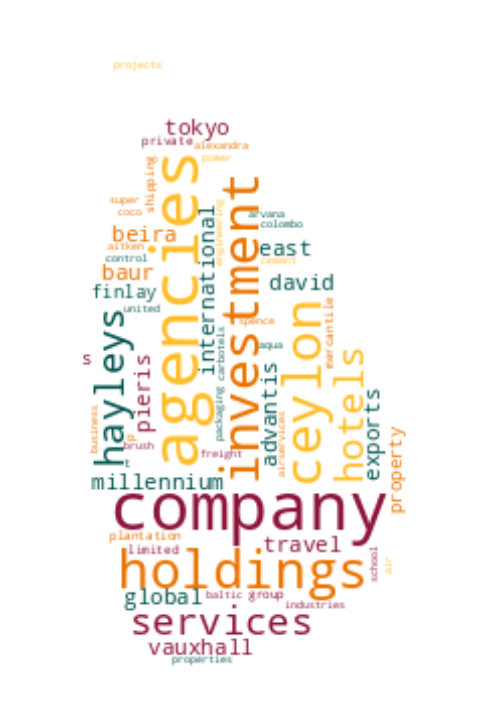 projects
tokyo
private
alexandra
power
shipping
agencies
investment
super
coco
arvana
colombo
beira
international
engineering
aitken
east
control
cement
baur
david
finlay
united
hayleys
spence
ceylon
mercantile
carbotels
aqua
hotels
s
pieris
packaging
advantis
exports
business
p
brush
freight
airservices
property
t
millennium
company
plantation
limited
travel
school
air
holdings
global
baltic
group
industries
services
vauxhall
properties